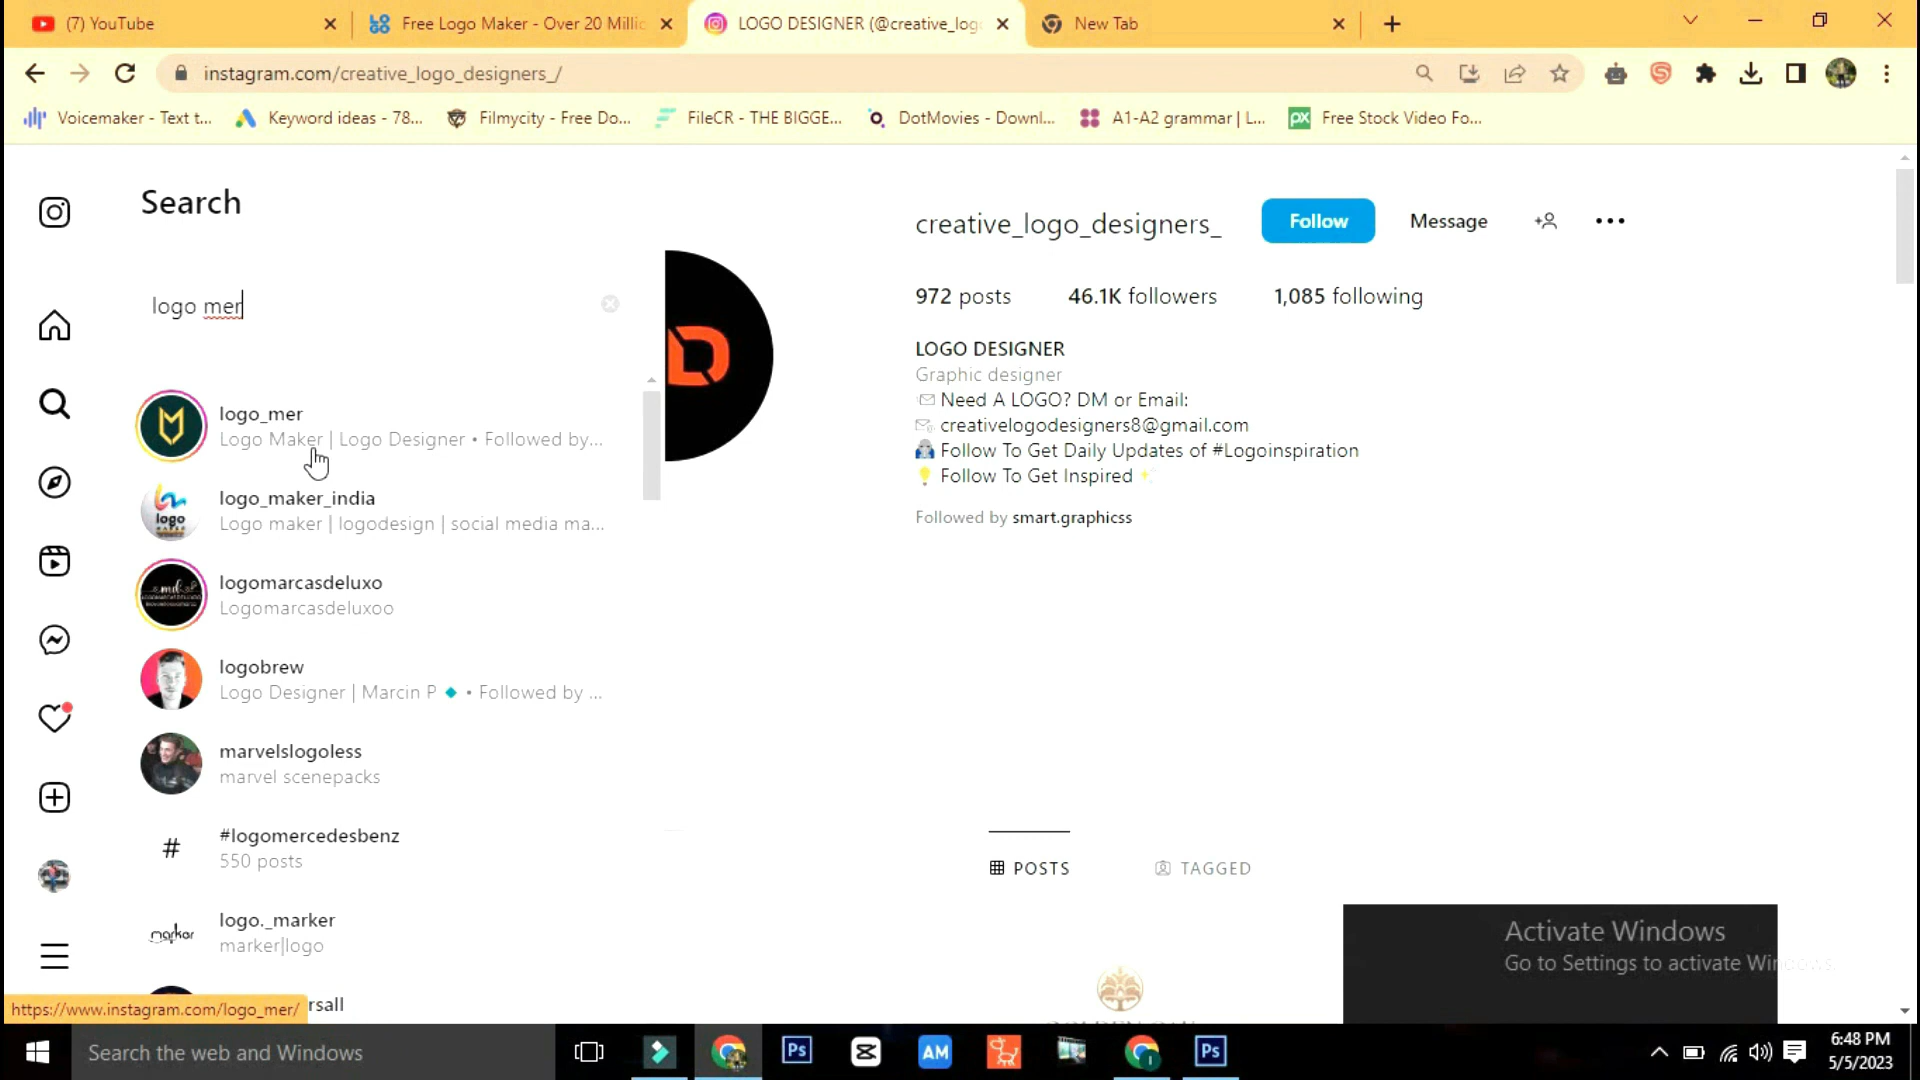 (7) YouTube
Free Logo Maker - Over 20 Millic
LOGO DESIGNER (@creative_log
New Tab
instagram.com/creative_logo_designers_/
Voicemaker - Text t...
Keyword ideas - 78...
Filmycity - Free Do...
FileCR - THE BIGGE...
DotMovies - Downl...
A1-A2 grammar | L...
Free Stock Video Fo...
Search
logo mer
logo_mer
Logo Maker | Logo Designer • Followed by...
logo_maker_india
Logo maker | logodesign | social media ma...
logomarcasdeluxo
Logomarcasdeluxoo
logobrew
Logo Designer | Marcin P • Followed by ...
marvelslogoless
marvel scenepacks
#logomercedesbenz
550 posts
logo._marker
marker|logo
rsall
https://www.instagram.com/logo_mer/
creative_logo_designers_
Follow
Message
972 posts
46.1K followers
1,085 following
LOGO DESIGNER
Graphic designer
Need A LOGO? DM or Email:
creativelogodesigners8@gmail.com
Follow To Get Daily Updates of #Logoinspiration
Follow To Get Inspired
Followed by smart.graphicss
POSTS
TAGGED
Activate Windows
Go to Settings to activate Windows.
Search the web and Windows
6:48 PM
5/5/2023